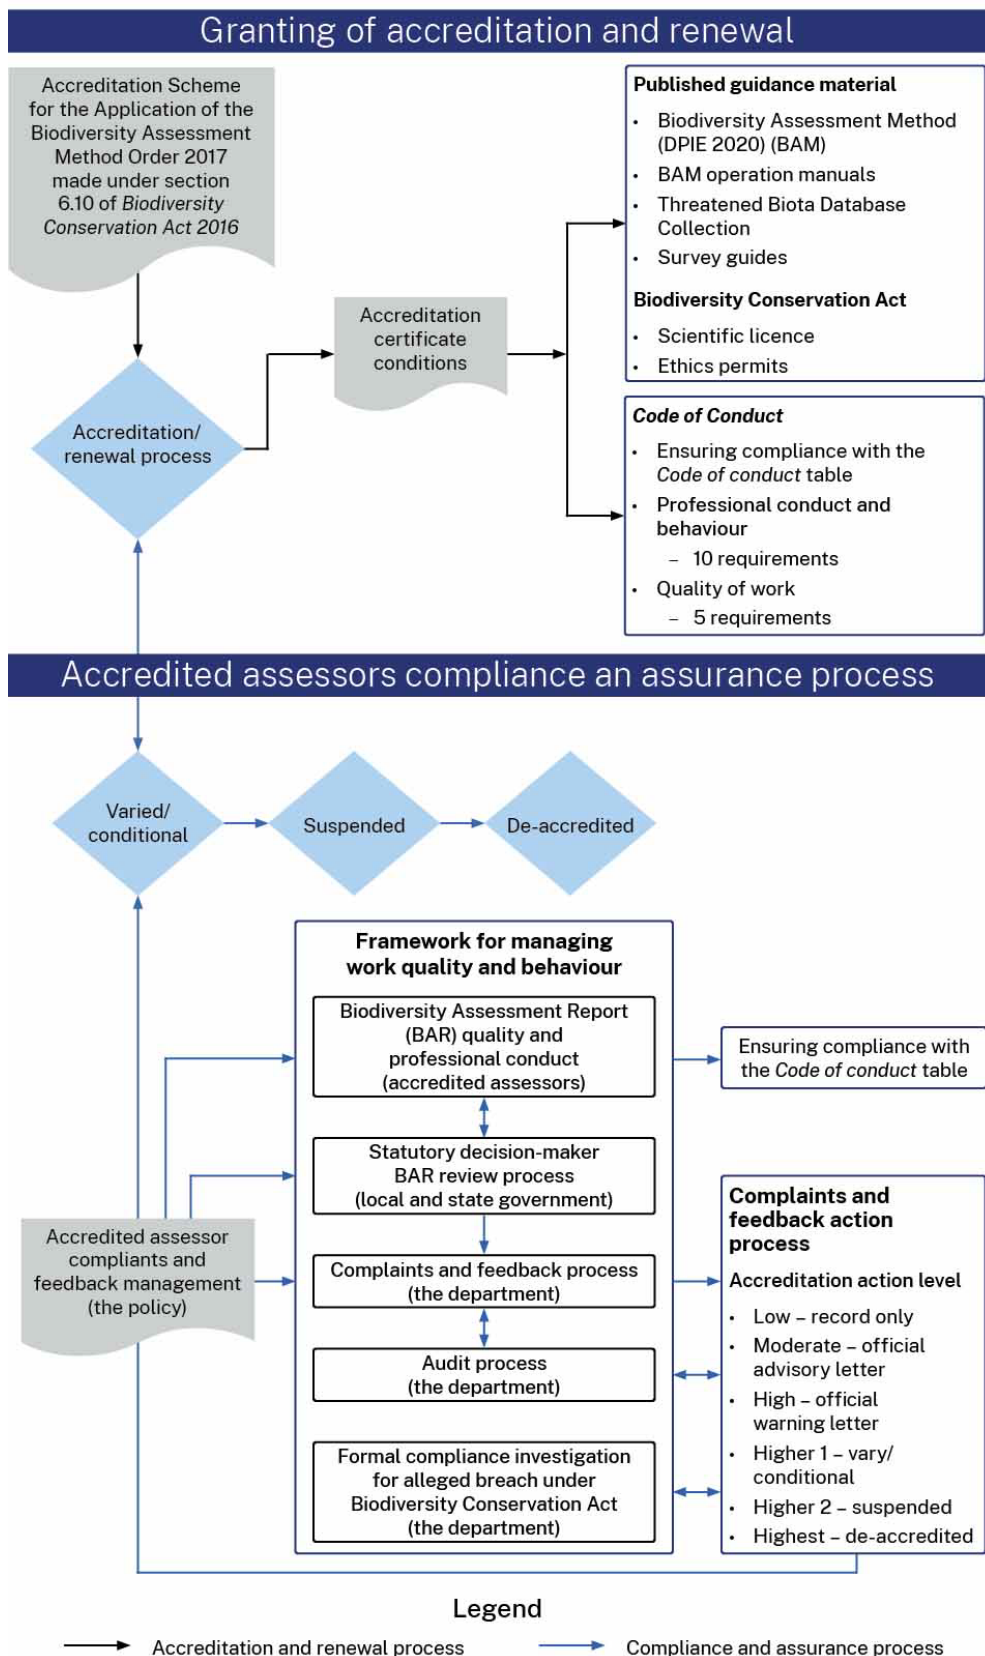 Granting of accreditation and renewal
Accreditation Scheme
for the Application of the
Biodiversity Assessment
Method Order 2017
made under section
6.10 of Biodiversity
Conservation Act 2016
Accreditation/
renewal process
Accreditation
certificate
conditions
Published guidance material
• Biodiversity Assessment Method
(DPIE 2020) (BAM)
• BAM operation manuals
• Threatened Biota Database
Collection
• Survey guides
Biodiversity Conservation Act
• Scientific licence
• Ethics permits
Code of Conduct
• Ensuring compliance with the
Code of conduct table
• Professional conduct and
behaviour
– 10 requirements
• Quality of work
– 5 requirements
Accredited assessors compliance an assurance process
Varied/
conditional
Suspended
De-accredited
Framework for managing
work quality and behaviour
Biodiversity Assessment Report
(BAR) quality and
professional conduct
(accredited assessors)
Ensuring compliance with
the Code of conduct table
Statutory decision-maker
BAR review process
(local and state government)
Accredited assessor
compliants and
feedback management
(the policy)
Complaints and feedback process
(the department)
Audit process
(the department)
Formal compliance investigation
for alleged breach under
Biodiversity Conservation Act
(the department)
Complaints and
feedback action
process
Accreditation action level
• Low – record only
• Moderate – official
advisory letter
• High – official
warning letter
• Higher 1 – vary/
conditional
• Higher 2 – suspended
• Highest – de-accredited
Legend
Accreditation and renewal process
Compliance and assurance process